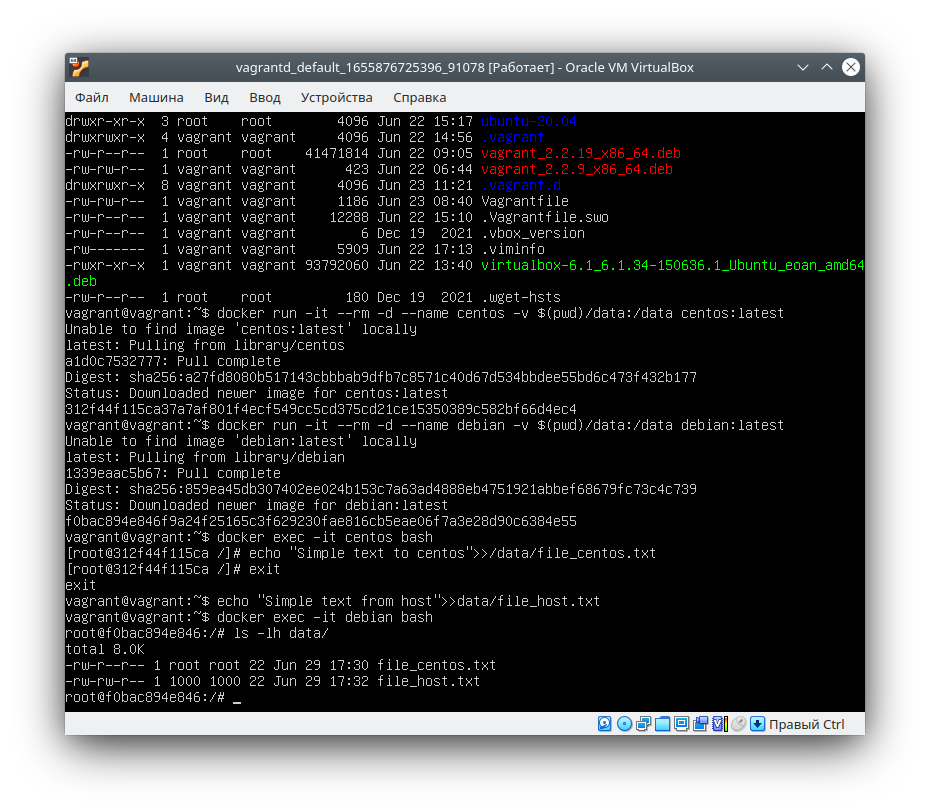 vagrantd_default_1655876725396_91078 [Работает] - Oracle VM VirtualBox
Файл Машина Вид Ввод Устройства Справка
drwxr-xr-x  3 root    root        4096 Jun 22 15:17 ubuntu-20.04
drwxrwxr-x  4 vagrant vagrant     4096 Jun 22 14:56 .vagrant
-rw-r--r--  1 root    root    41471814 Jun 22 09:05 vagrant_2.2.19_x86_64.deb
-rw-r--r--  1 vagrant vagrant      423 Jun 22 06:44 vagrant_2.2.9_x86_64.deb
drwxrwxr-x  8 vagrant vagrant     4096 Jun 23 11:21 .vagrant.d
-rw-rw-r--  1 vagrant vagrant     1186 Jun 23 08:40 Vagrantfile
-rw-r--r--  1 vagrant vagrant    12288 Jun 22 15:10 .Vagrantfile.swo
-rw-r--r--  1 vagrant vagrant        6 Dec 19  2021 .vbox_version
-rw-------  1 vagrant vagrant     5909 Jun 22 17:13 .viminfo
-rwxr-xr-x  1 vagrant vagrant 93792060 Jun 22 13:40 virtualbox-6.1_6.1.34-150636.1_Ubuntu_eoan_amd64
.deb
-rw-r--r--  1 root    root         180 Dec 19  2021 .wget-hsts
vagrant@vagrant:~$ docker run -it --rm -d --name centos -v $(pwd)/data:/data centos:latest
Unable to find image 'centos:latest' locally
latest: Pulling from library/centos
a1d0c7532777: Pull complete
Digest: sha256:a27fd8080b517143cbbbab9dfb7c8571c40d67d534bbdee55bd6c473f432b177
Status: Downloaded newer image for centos:latest
312f44f115ca37a7af801f4ecf549cc5cd375cd21ce15350389c582bf66d4ec4
vagrant@vagrant:~$ docker run -it --rm -d --name debian -v $(pwd)/data:/data debian:latest
Unable to find image 'debian:latest' locally
latest: Pulling from library/debian
1339eaac5b67: Pull complete
Digest: sha256:859ea45db307402ee024b153c7a63ad4888eb4751921abbef68679fc73c4c739
Status: Downloaded newer image for debian:latest
f0bac894e846f9a24f25165c3f629230fae816cb5eae06f7a3e28d90c6384e55
vagrant@vagrant:~$ docker exec -it centos bash
[root@312f44f115ca /]# echo "Simple text to centos">>/data/file_centos.txt
[root@312f44f115ca /]# exit
exit
vagrant@vagrant:~$ echo "Simple text from host">>data/file_host.txt
vagrant@vagrant:~$ docker exec -it debian bash
root@f0bac894e846:/# ls -lh data/
total 8.0K
-rw-r--r-- 1 root root 22 Jun 29 17:30 file_centos.txt
-rw-rw-r-- 1 1000 1000 22 Jun 29 17:32 file_host.txt
root@f0bac894e846:/# _
Правый Ctrl